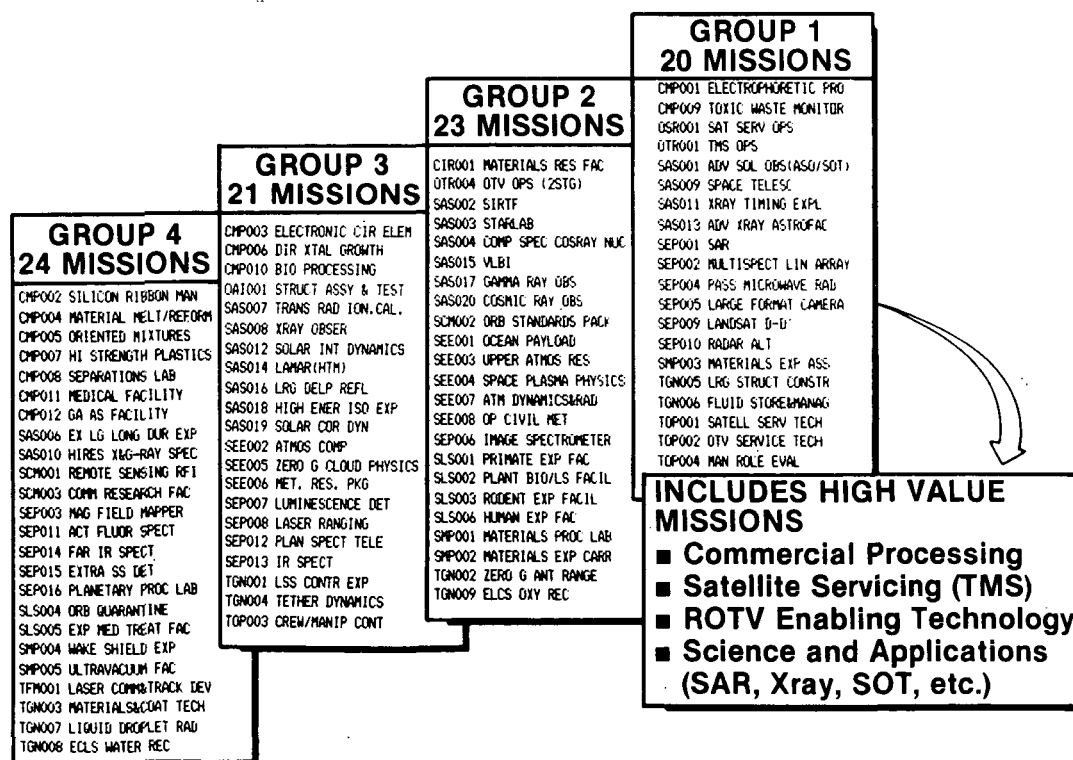 GROUP 1
20 MISSIONS
CMP001 ELECTROPHORETIC PRO
CMP009 TOXIC WASTE MONITOR
OSR001 SAT SERV OPS
OTR001 TMS OPS
SAS001 ADV SOL OBS(ASO/SOT)
SAS009 SPACE TELESC
SAS011 XRAY TIMING EXPL
SAS013 ADV XRAY ASTROFAC
SEP001 SAR
SEP002 MULTISPECT LIN ARRAY
SEP004 PASS MICROWAVE RAD
SEP005 LARGE FORMAT CAMERA
SEP009 LANDSAT D-D'
SEP010 RADAR ALT
SMP003 MATERIALS EXP ASS
TGN005 LRG STRUCT CONSTR
TGN006 FLUID STORE&MANAG
TOP001 SATELL SERV TECH
TOP002 OTV SERVICE TECH
TOP004 MAN ROLE EVAL
GROUP 2
23 MISSIONS
CIR001 MATERIALS RES FAC
OTR004 OTV OPS (2STG)
SAS002 SIRTF
SAS003 STARLAB
SAS004 COMP SPEC COSRAY NUC
SAS015 VLBI
SAS017 GAMMA RAY OBS
SAS020 COSMIC RAY OBS
SCM002 ORB STANDARDS PACK
SEE001 OCEAN PAYLOAD
SEE003 UPPER ATMOS RES
SEE004 SPACE PLASMA PHYSICS
SEE007 ATM DYNAMICS&RAD
SEE008 OP CIVIL MET
SEP006 IMAGE SPECTROMETER
SLS001 PRIMATE EXP FAC
SLS002 PLANT BIO/LS FACIL
SLS003 RODENT EXP FACIL
SLS006 HUMAN EXP FAC
SMP001 MATERIALS PROC LAB
SMP002 MATERIALS EXP CARR
TGN002 ZERO G ANT RANGE
TGN009 ELCS OXY REC
GROUP 3
21 MISSIONS
CMP003 ELECTRONIC CIR ELEM
CMP006 DIR XTAL GROWTH
CMP010 BIO PROCESSING
OAI001 STRUCT ASSY & TEST
SAS007 TRANS RAD ION.CAL.
SAS008 XRAY OBSER
SAS012 SOLAR INT DYNAMICS
SAS014 LAMAR(HTM)
SAS016 LRG DELP REFL
SAS018 HIGH ENER ISO EXP
SAS019 SOLAR COR DYN
SEE002 ATMOS COMP
SEE005 ZERO G CLOUD PHYSICS
SEE006 MET. RES. PKG
SEP007 LUMINESCENCE DET
SEP008 LASER RANGING
SEP012 PLAN SPECT TELE
SEP013 IR SPECT
TGN001 LSS CONTR EXP
TGN004 TETHER DYNAMICS
TOP003 CREW/MANIP CONT
GROUP 4
24 MISSIONS
CMP002 SILICON RIBBON MAN
CMP004 MATERIAL MELT/REFORM
CMP005 ORIENTED MIXTURES
CMP007 HI STRENGTH PLASTICS
CMP008 SEPARATIONS LAB
CMP011 MEDICAL FACILITY
CMP012 GA AS FACILITY
SAS006 EX LG LONG DUR EXP
SAS010 HIRES X&G-RAY SPEC
SCM001 REMOTE SENSING RFI
SCM003 COMM RESEARCH FAC
SEP003 MAG FIELD MAPPER
SEP011 ACT FLUOR SPECT
SEP014 FAR IR SPECT
SEP015 EXTRA SS DET
SEP016 PLANETARY PROC LAB
SLS004 ORB QUARANTINE
SLS005 EXP MED TREAT FAC
SMP004 WAKE SHIELD EXP
SMP005 ULTRAVACUUM FAC
TFM001 LASER COMM&TRACK DEV
TGN003 MATERIALS&COAT TECH
TGN007 LIQUID DROPLET RAD
TGN008 ECLS WATER REC
INCLUDES HIGH VALUE
MISSIONS
■ Commercial Processing
■ Satellite Servicing (TMS)
■ ROTV Enabling Technology
■ Science and Applications
(SAR, Xray, SOT, etc.)